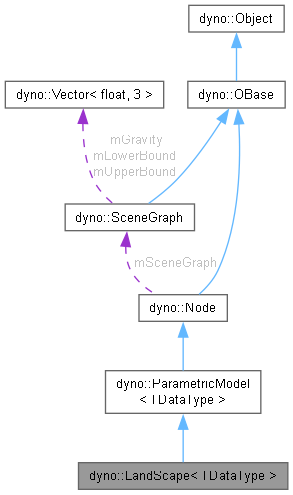 dyno::Object
dyno::Vector< float, 3 >
dyno::OBase
mGravity
mLowerBound
mUpperBound
dyno::SceneGraph
mSceneGraph
dyno::Node
dyno::ParametricModel
< TDataType >
dyno::LandScape< TDataType >